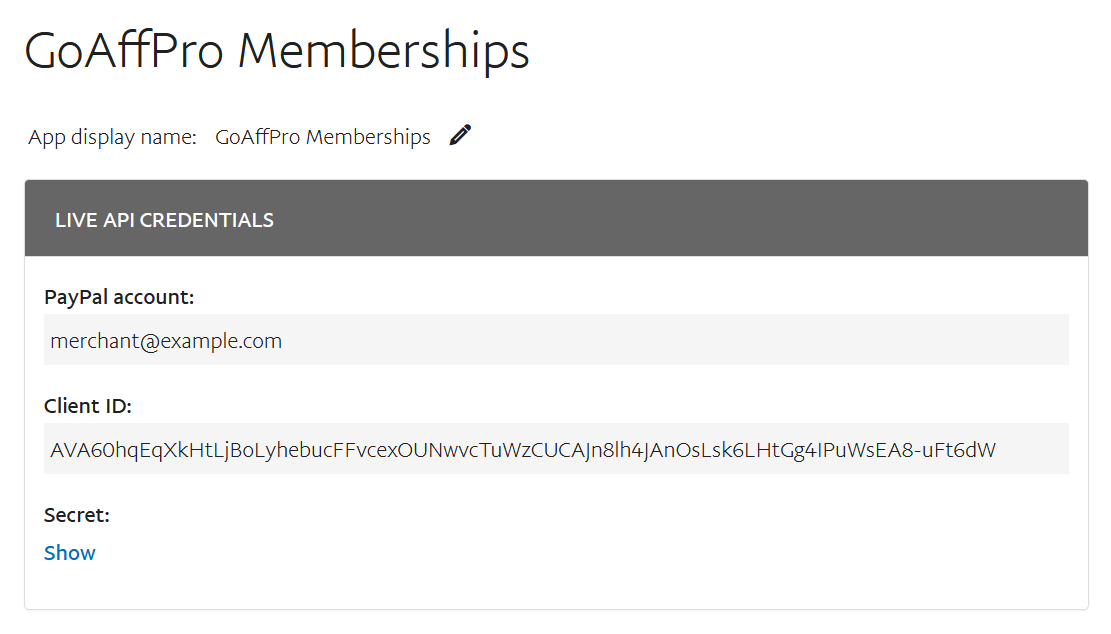 GoAffPro Memberships
App display name: GoAffPro Memberships
LIVE API CREDENTIALS
PayPal account:
merchant@example.com
Client ID:
AVA60hqEqXkHtLjBoLyhebucFFvcexOUNwvcTuWzCUCAJn8lh4JAnOsLsk6LHtGg4IPuWsEA8-uFt6dW
Secret:
Show